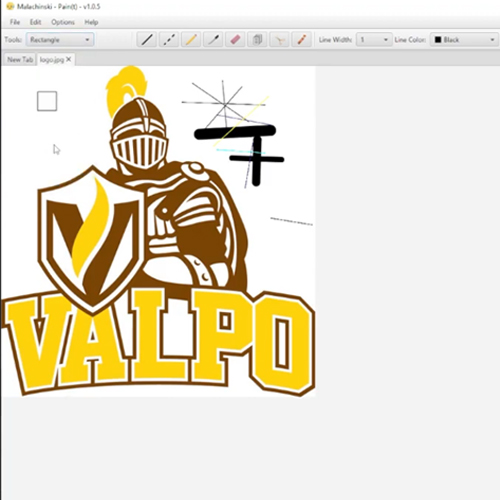 Malachinski - Pain(t) - v1.0.5
File Edit Options Help
Tools: Rectangle Line Width: 1 Line Color: Black
New Tab logo.jpg ✕
VALPO